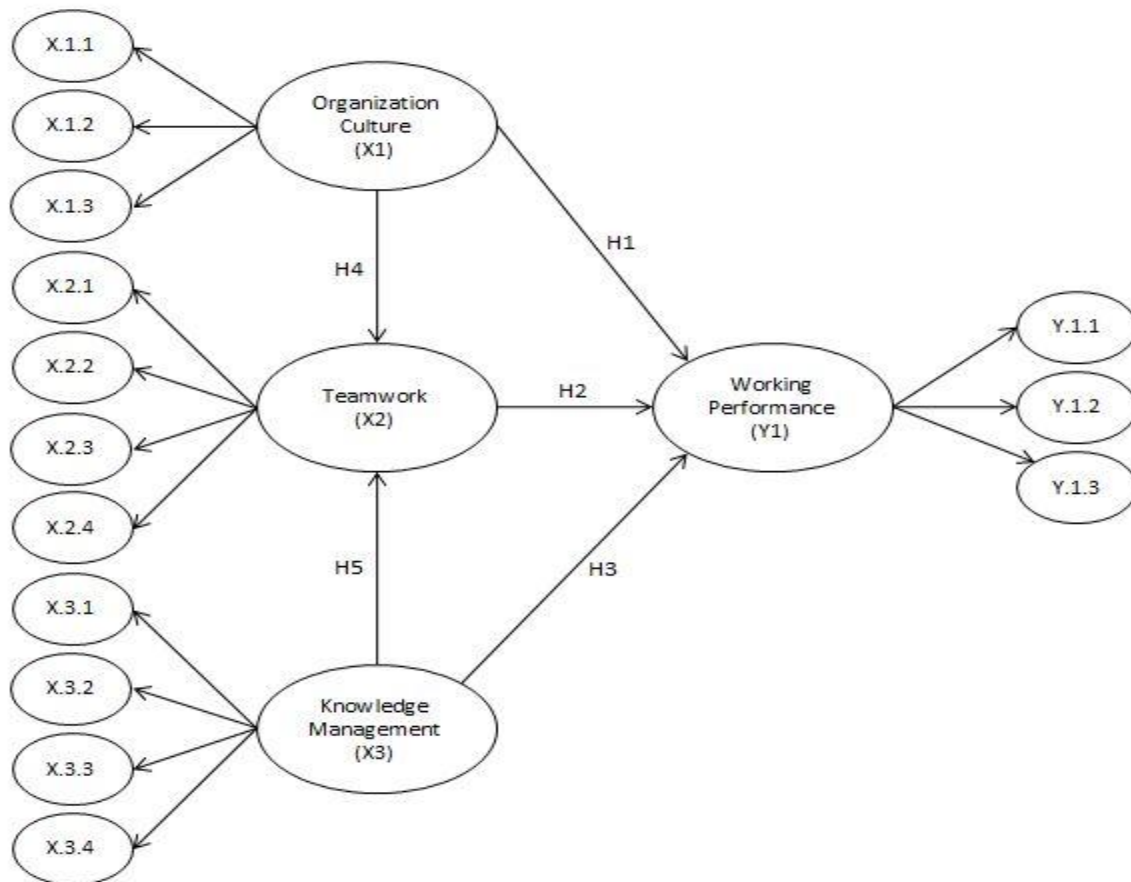 X.1.1
X.1.2
X.1.3
X.2.1
X.2.2
X.2.3
X.2.4
X.3.1
X.3.2
X.3.3
X.3.4
Organization
Culture
(X1)
H4
Teamwork
(X2)
H5
Knowledge
Management
(X3)
H1
H2
H3
Working
Performance
(Y1)
Y.1.1
Y.1.2
Y.1.3